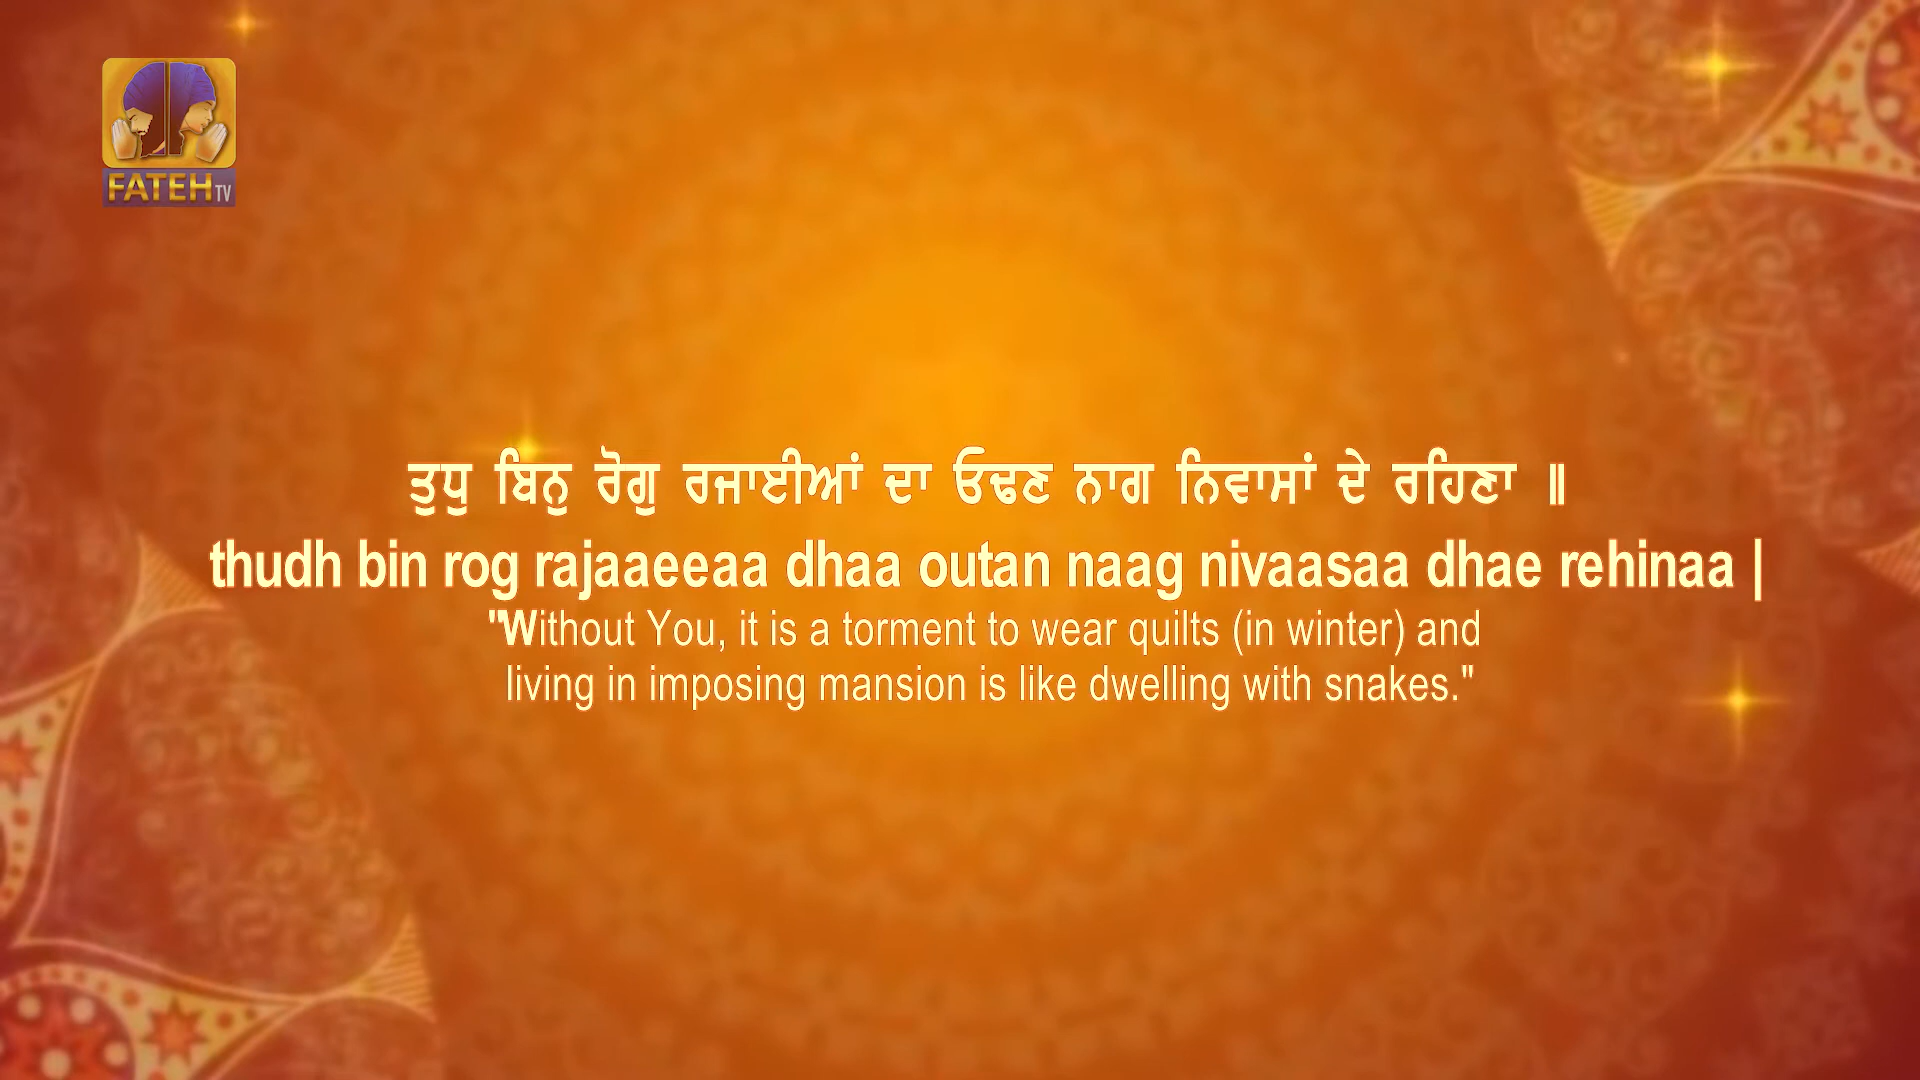 FATEH TV
ਤੁਧੁ ਬਿਨੁ ਰੋਗੁ ਰਜਾਈਆਂ ਦਾ ਓਢਣ ਨਾਗ ਨਿਵਾਸਾਂ ਦੇ ਰਹਿਣਾ ॥
thudh bin rog rajaaeeaa dhaa outan naag nivaasaa dhae rehinaa |
"Without You, it is a torment to wear quilts (in winter) and
living in imposing mansion is like dwelling with snakes."